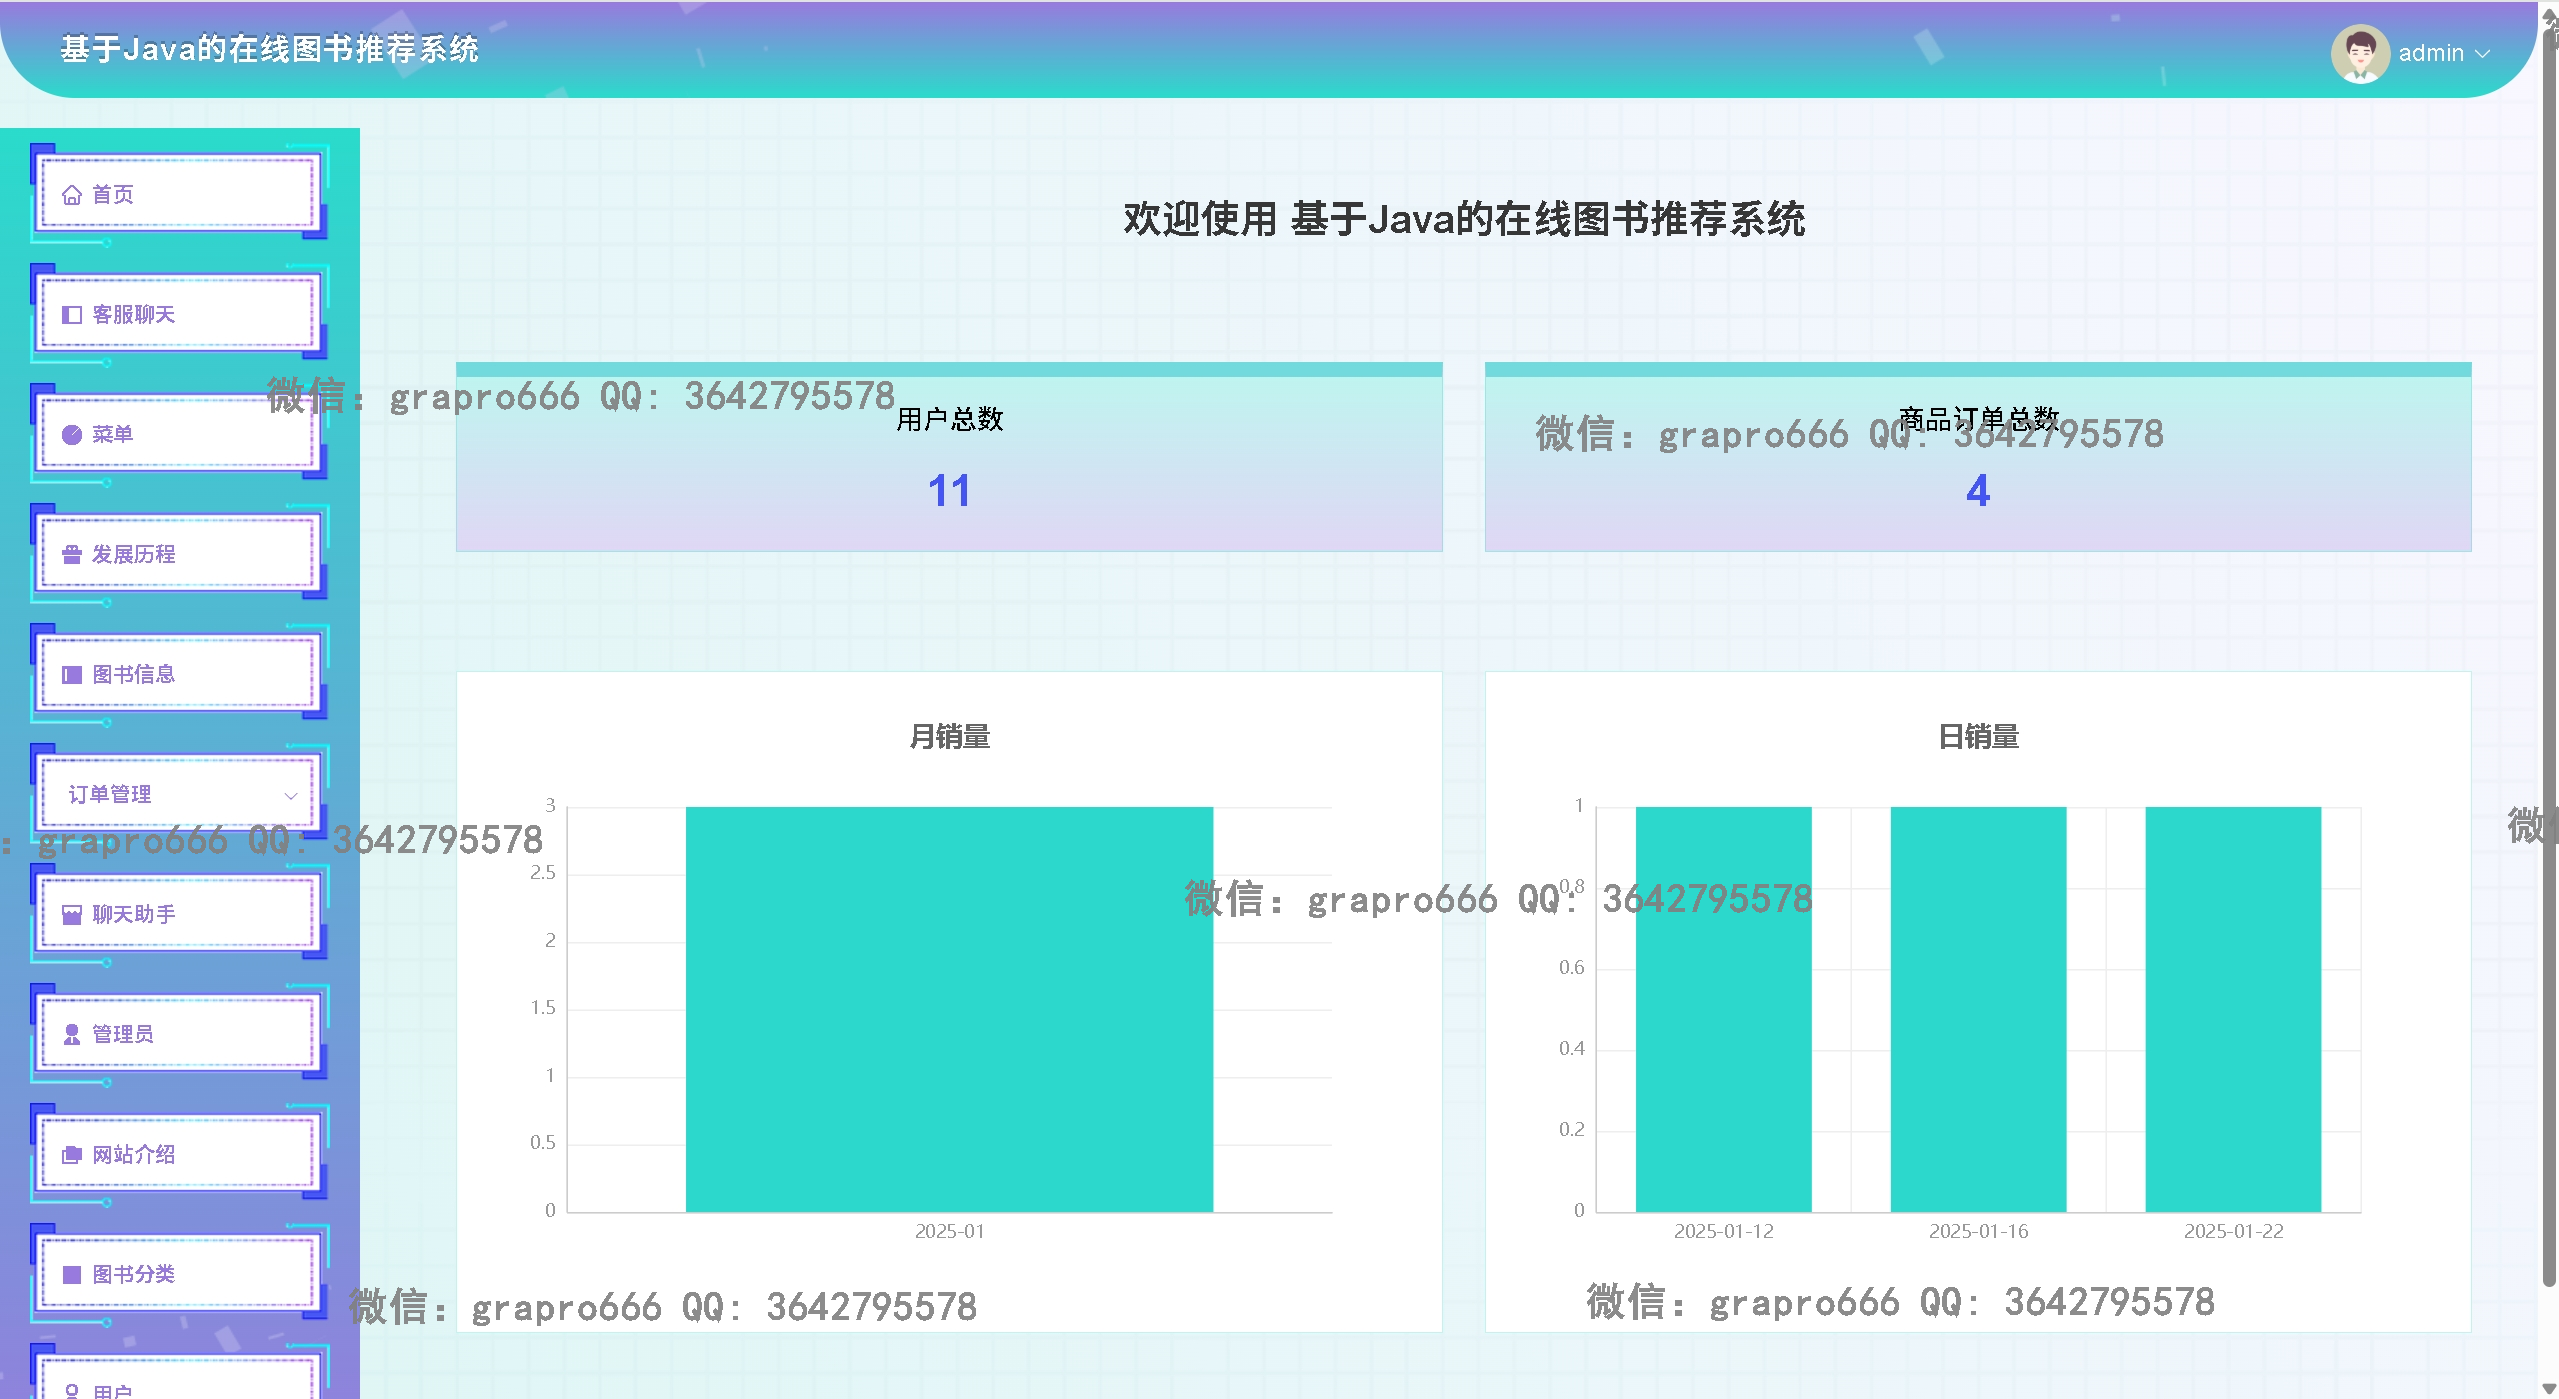 基于Java的在线图书推荐系统
admin
首页
客服聊天
菜单
发展历程
图书信息
订单管理
聊天助手
管理员
网站介绍
图书分类
用户
欢迎使用 基于Java的在线图书推荐系统
用户总数
11
商品订单总数
4
月销量
3
2.5
2
1.5
1
0.5
0
2025-01
日销量
1
0.8
0.6
0.4
0.2
0
2025-01-12 2025-01-16 2025-01-22
微信: grapro666 QQ: 3642795578
微信: grapro666 QQ: 3642795578
: grapro666 QQ: 3642795578
微信: grapro666 QQ: 3642795578
微信: grapro666 QQ: 3642795578
微信: grapro666 QQ: 3642795578
微